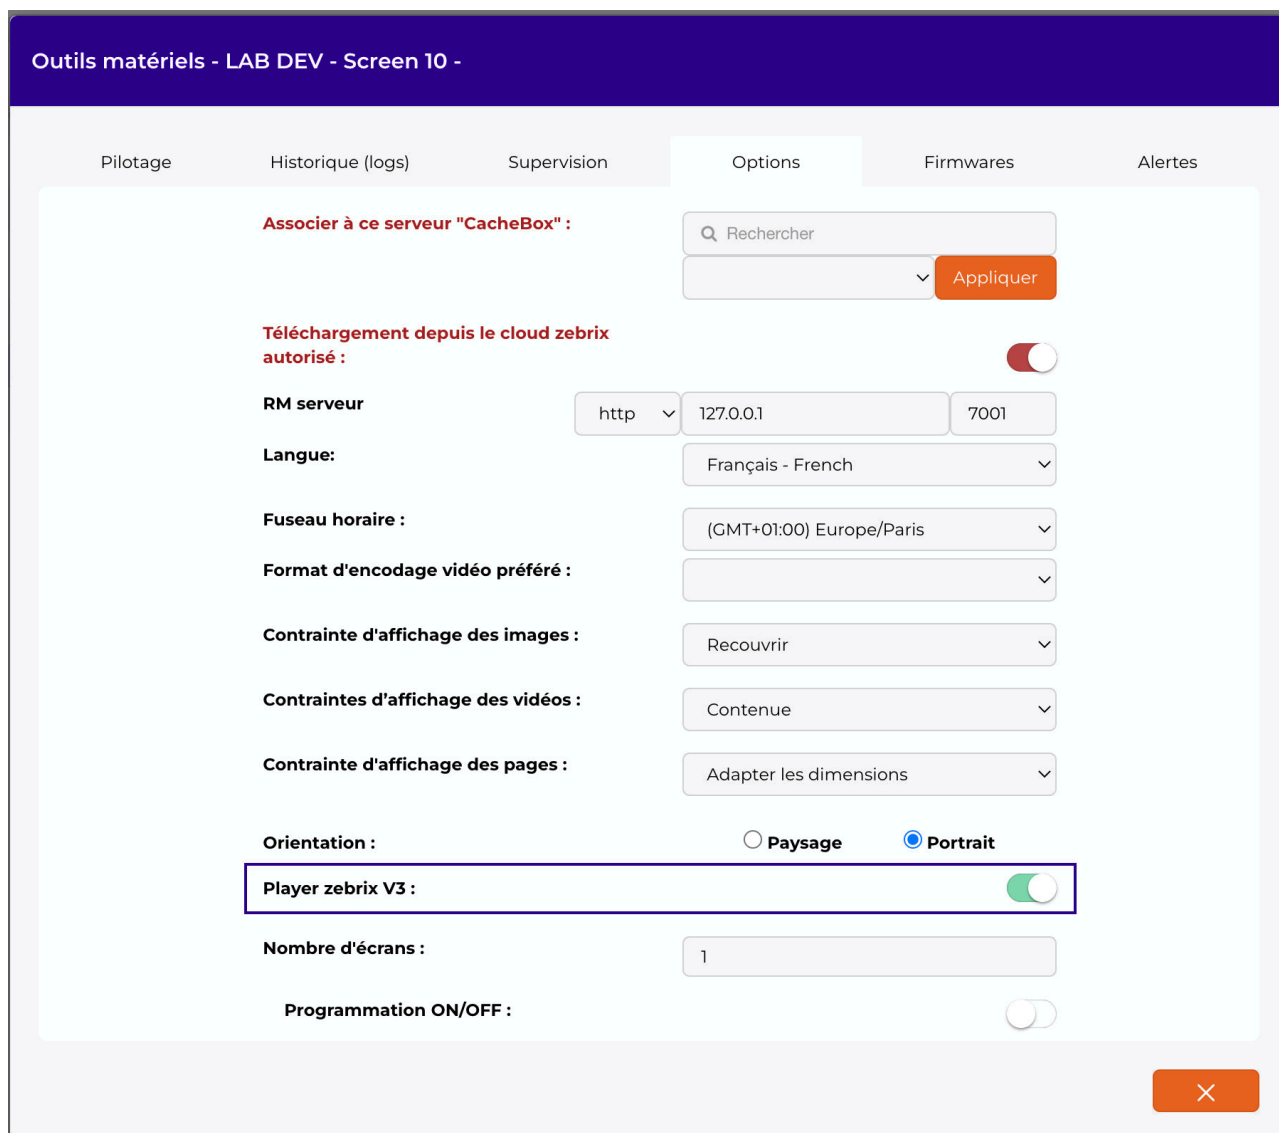 Outils matériels - LAB DEV - Screen 10 -
Pilotage Historique (logs) Supervision Options Firmwares Alertes
Associer à ce serveur "CacheBox" :
Rechercher
Appliquer
Téléchargement depuis le cloud zebrix
autorisé :
RM serveur http 127.0.0.1 7001
Langue: Français - French
Fuseau horaire : (GMT+01:00) Europe/Paris
Format d'encodage vidéo préféré :
Contrainte d'affichage des images : Recouvrir
Contraintes d’affichage des vidéos : Contenue
Contrainte d'affichage des pages : Adapter les dimensions
Orientation : Paysage Portrait
Player zebrix V3 :
Nombre d'écrans : 1
Programmation ON/OFF :